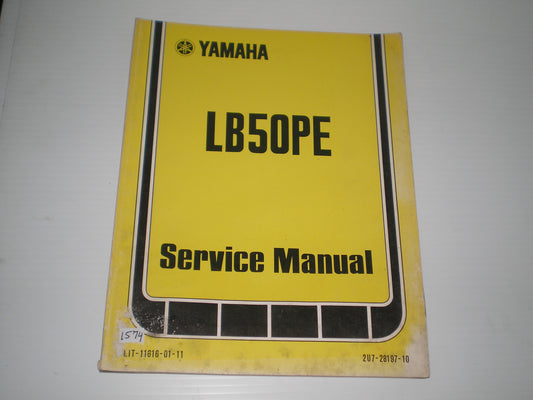 YAMAHA
LB50PE
Service Manual
1574
LIT-11616-01-11
2U7-28197-10